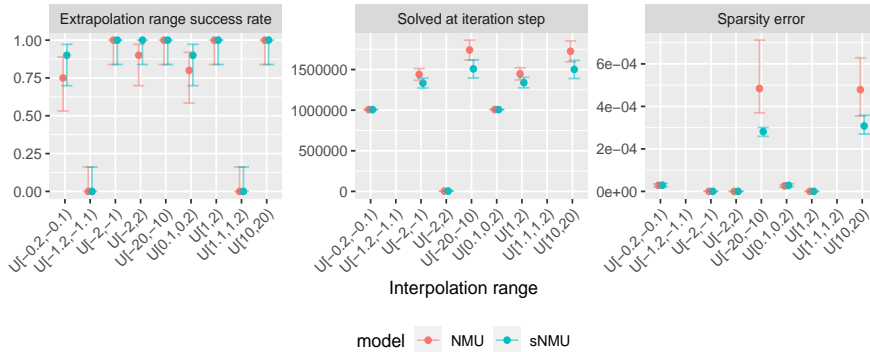 Extrapolation range success rate
Solved at iteration step
Sparsity error
1.00
0.75
0.50
0.25
0.00
1500000
1000000
500000
0
6e−04
4e−04
2e−04
0e+00
U[−0.2,−0.1)
U[−1.2,−1.1)
U[−2,−1)
U[−2,2)
U[−20,−10)
U[0.1,0.2)
U[1,2)
U[1.1,1.2)
U[10,20)
U[−0.2,−0.1)
U[−1.2,−1.1)
U[−2,−1)
U[−2,2)
U[−20,−10)
U[0.1,0.2)
U[1,2)
U[1.1,1.2)
U[10,20)
U[−0.2,−0.1)
U[−1.2,−1.1)
U[−2,−1)
U[−2,2)
U[−20,−10)
U[0.1,0.2)
U[1,2)
U[1.1,1.2)
U[10,20)
Interpolation range
model NMU sNMU